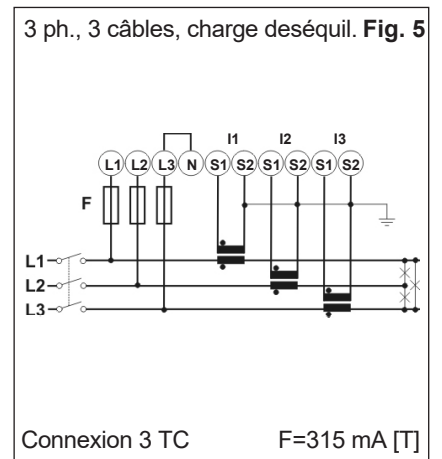 3 ph., 3 câbles, charge deséquil. Fig. 5
I1 I2 I3
L1 L2 L3 N S1 S2 S1 S2 S1 S2
F
L1
L2
L3
Connexion 3 TC F=315 mA [T]